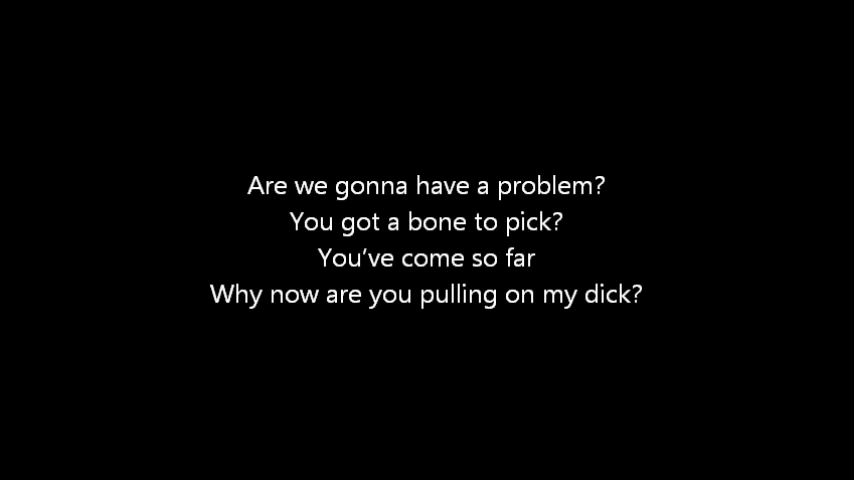 Are we gonna have a problem?
You got a bone to pick?
You've come so far
Why now are you pulling on my dick?